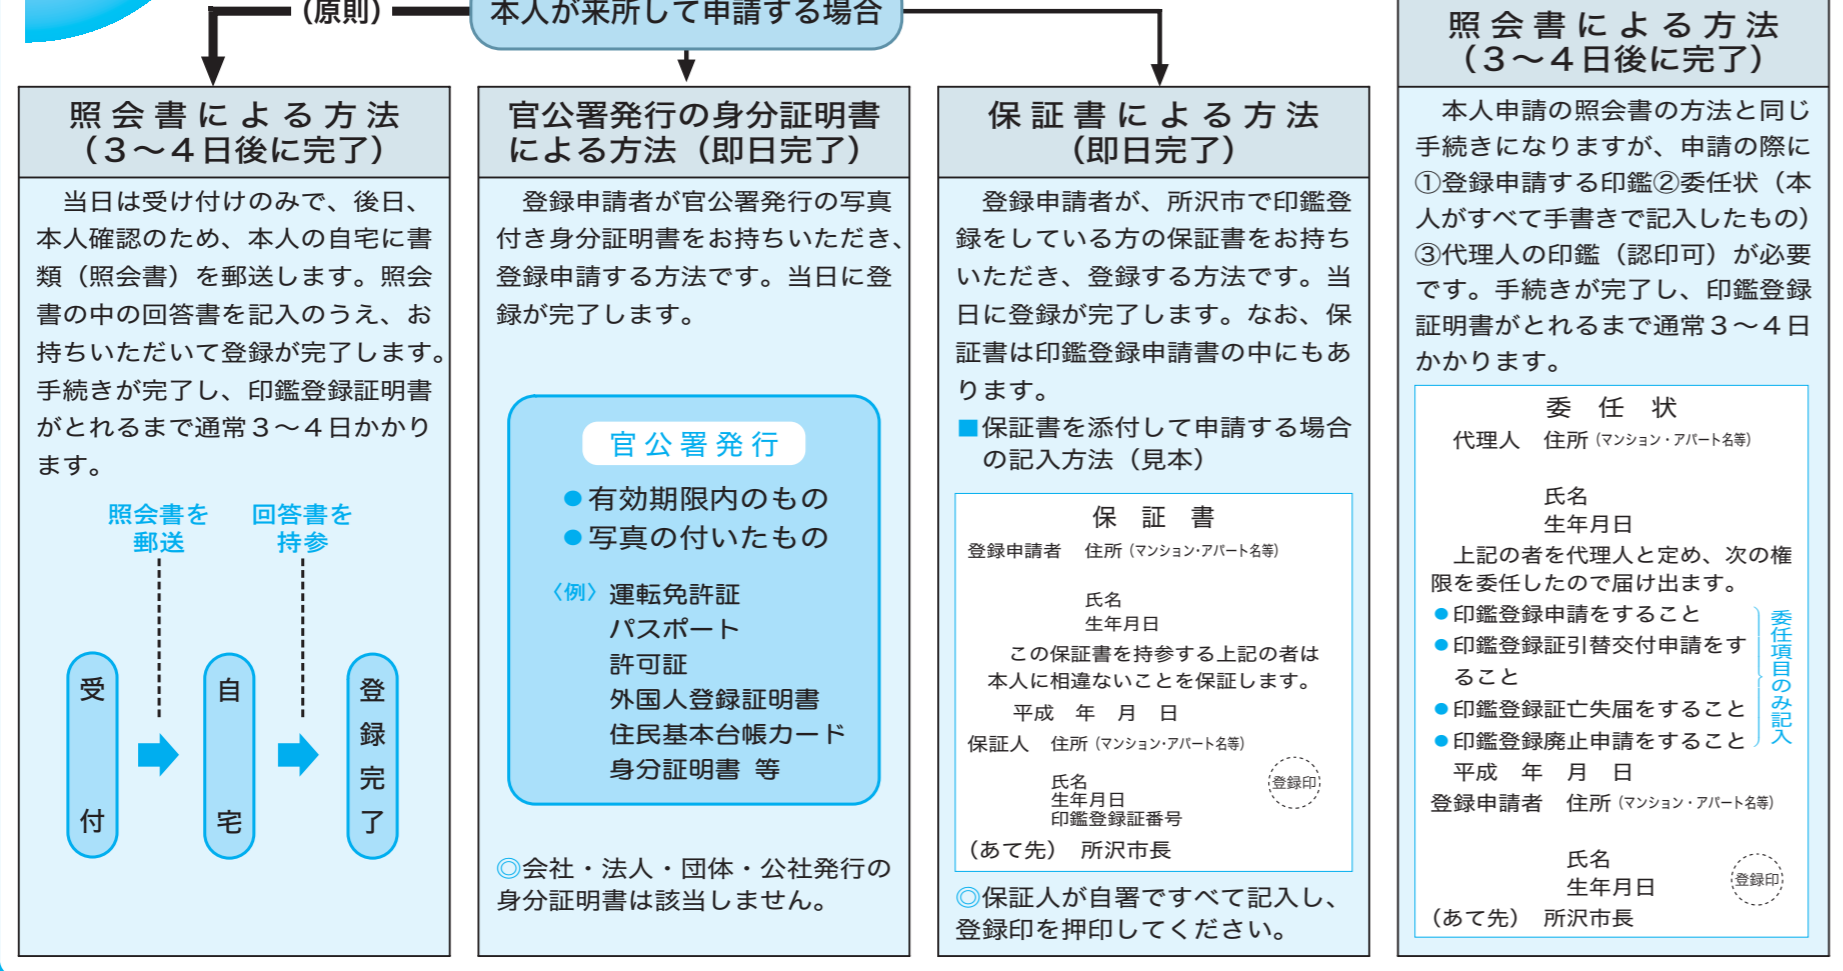 （原則）
本人が来所して申請する場合
照会書による方法
（３～４日後に完了）
当日は受け付けのみで、後日、
本人確認のため、本人の自宅に書
類（照会書）を郵送します。照会
書の中の回答書を記入のうえ、お
持ちいただいて登録が完了します。
手続きが完了し、印鑑登録証明書
がとれるまで通常３～４日かかり
ます。
照会書を
郵送
回答書を
持参
受付
自宅
登録完了
官公署発行の身分証明書
による方法（即日完了）
登録申請者が官公署発行の写真
付き身分証明書をお持ちいただき、
登録申請する方法です。当日に登
録が完了します。
官公署発行
●有効期限内のもの
●写真の付いたもの
〈例〉運転免許証
パスポート
許可証
外国人登録証明書
住民基本台帳カード
身分証明書 等
◎会社・法人・団体・公社発行の
身分証明書は該当しません。
保証書による方法
（即日完了）
登録申請者が、所沢市で印鑑登
録をしている方の保証書をお持ち
いただき、登録する方法です。当
日に登録が完了します。なお、保
証書は印鑑登録申請書の中にもあ
ります。
■保証書を添付して申請する場合
の記入方法（見本）
保 証 書
登録申請者 住所（マンション・アパート名等）
氏名
生年月日
この保証書を持参する上記の者は
本人に相違ないことを保証します。
平成 年 月 日
保証人 住所（マンション・アパート名等）
氏名
生年月日
印鑑登録証番号
登録印
（あて先） 所沢市長
◎保証人が自署ですべて記入し、
登録印を押印してください。
照会書による方法
（３～４日後に完了）
本人申請の照会書の方法と同じ
手続きになりますが、申請の際に
①登録申請する印鑑②委任状（本
人がすべて手書きで記入したもの）
③代理人の印鑑（認印可）が必要
です。手続きが完了し、印鑑登録
証明書がとれるまで通常３～４日
かかります。
委 任 状
代理人 住所（マンション・アパート名等）
氏名
生年月日
上記の者を代理人と定め、次の権
限を委任したので届け出ます。
●印鑑登録申請をすること
●印鑑登録証引替交付申請をす
ること
●印鑑登録証亡失届をすること
●印鑑登録廃止申請をすること
委任項目のみ記入
平成 年 月 日
登録申請者 住所（マンション・アパート名等）
氏名
生年月日
登録印
（あて先） 所沢市長